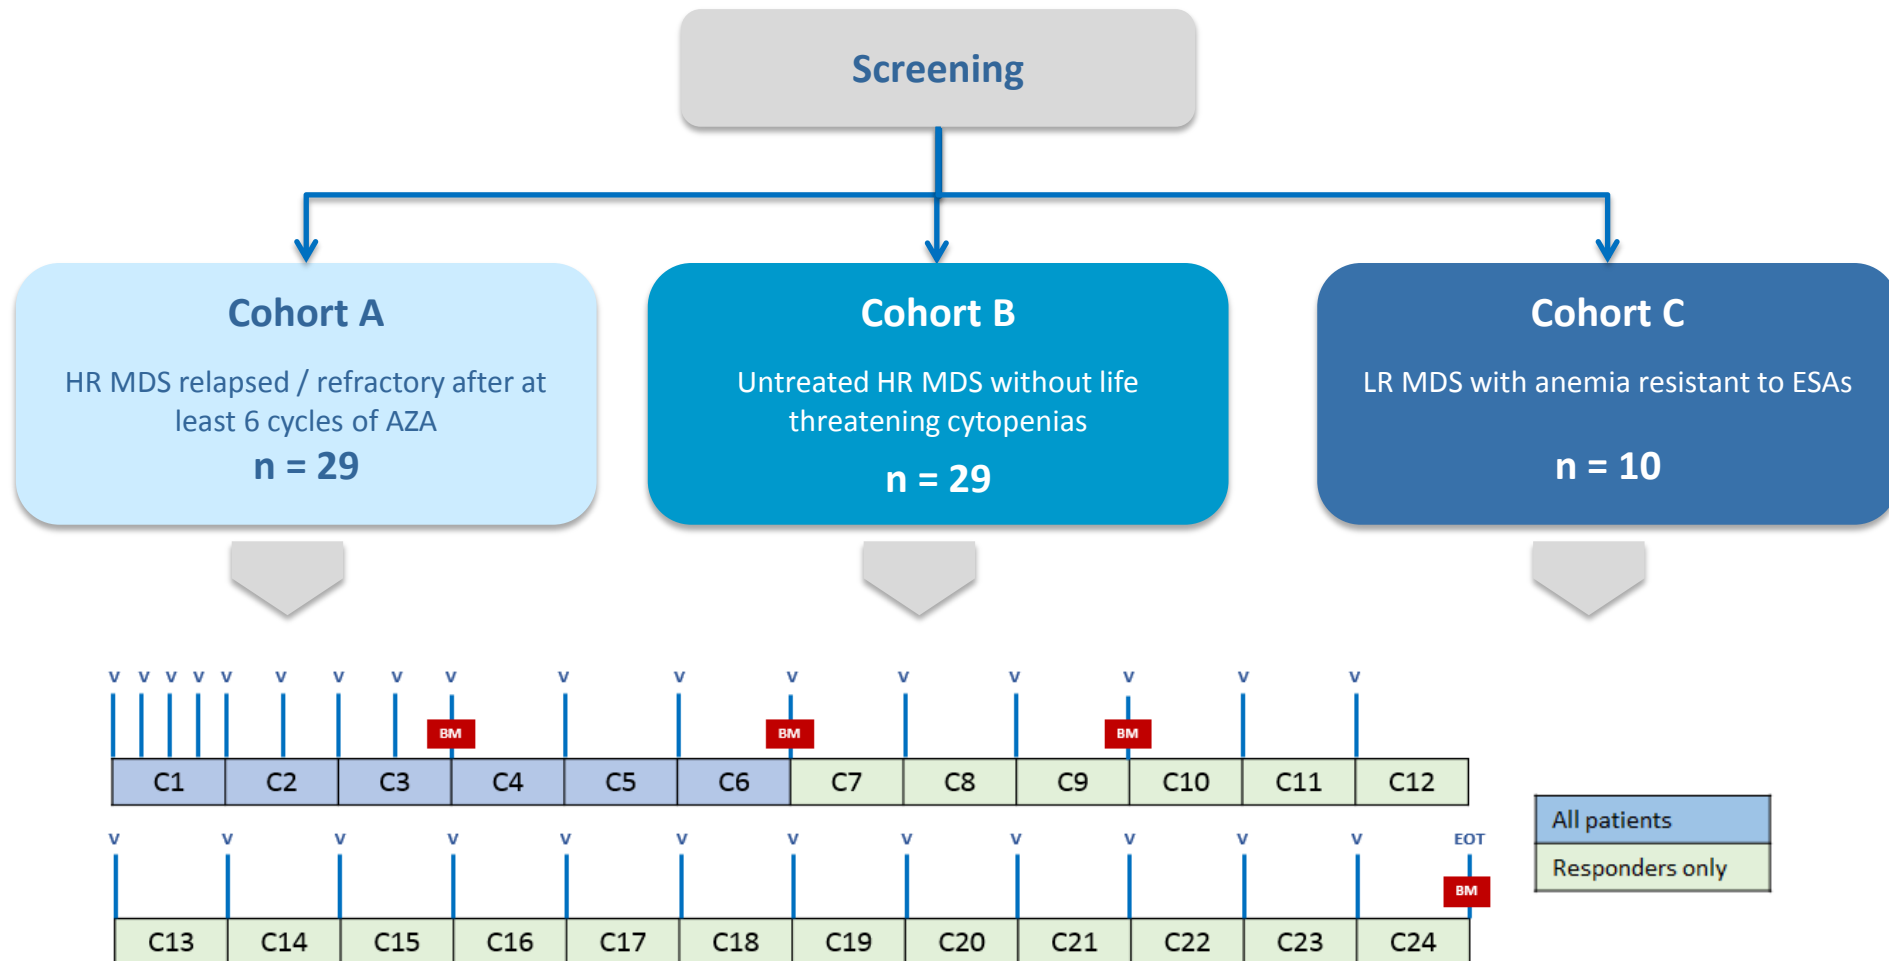 Screening
Cohort A
HR MDS relapsed / refractory after at
least 6 cycles of AZA
n = 29
Cohort B
Untreated HR MDS without life
threatening cytopenias
n = 29
Cohort C
LR MDS with anemia resistant to ESAs
n = 10
V V V V V V V V V V V V V V V V V
BM BM BM
C1 C2 C3 C4 C5 C6 C7 C8 C9 C10 C11 C12
V V V V V V V V V V V V EOT
BM
C13 C14 C15 C16 C17 C18 C19 C20 C21 C22 C23 C24
All patients
Responders only